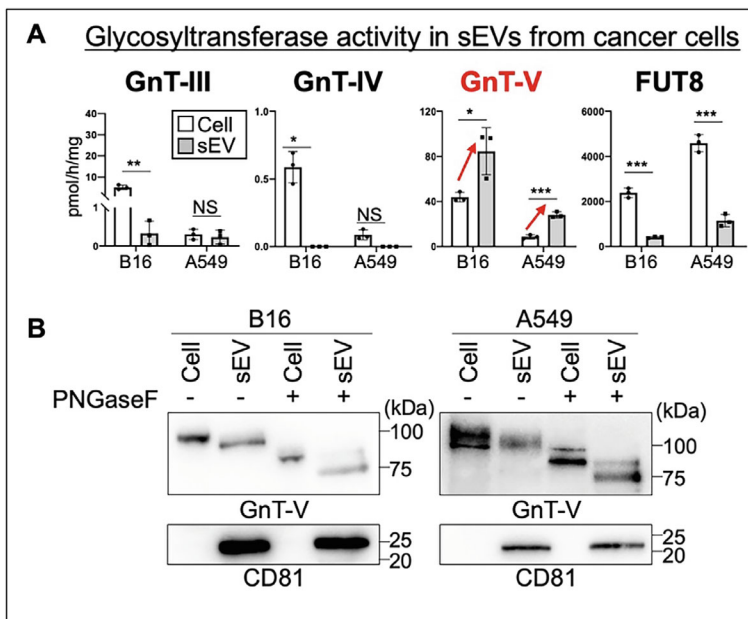 A Glycosyltransferase activity in sEVs from cancer cells
GnT-III GnT-IV GnT-V FUT8
pmol/h/mg
40
30
20
10
1
0
** NS
Cell
sEV
B16 A549
1.0
0.5
0.0
* NS
B16 A549
120
80
40
0
* ***
B16 A549
6000
4000
2000
0
*** ***
B16 A549
B B16 A549
Cell sEV Cell sEV Cell sEV Cell sEV
PNGaseF - - + + (kDa) - - + + (kDa)
100
75
GnT-V
25
20
CD81
100
75
GnT-V
25
20
CD81